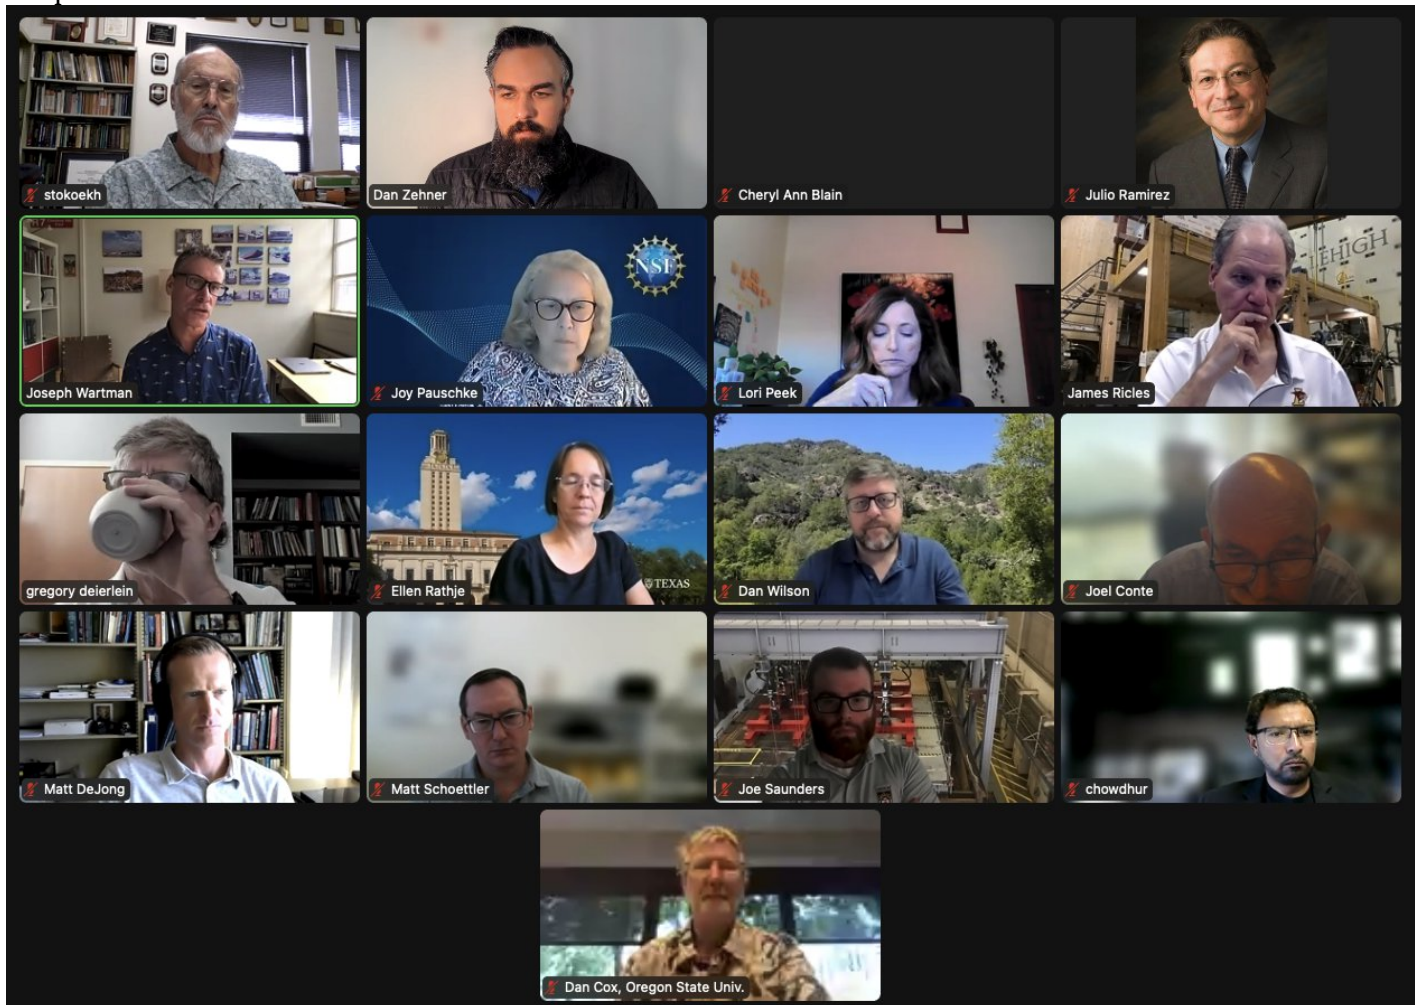 stokoekh
Dan Zehner
Cheryl Ann Blain
Julio Ramirez
Joseph Wartman
NSF
Joy Pauschke
Lori Peek
LEHIGH
James Ricles
gregory deierlein
TEXAS
Ellen Rathje
Dan Wilson
Joel Conte
Matt DeJong
Matt Schoettler
Joe Saunders
chowdhur
Dan Cox, Oregon State Univ.